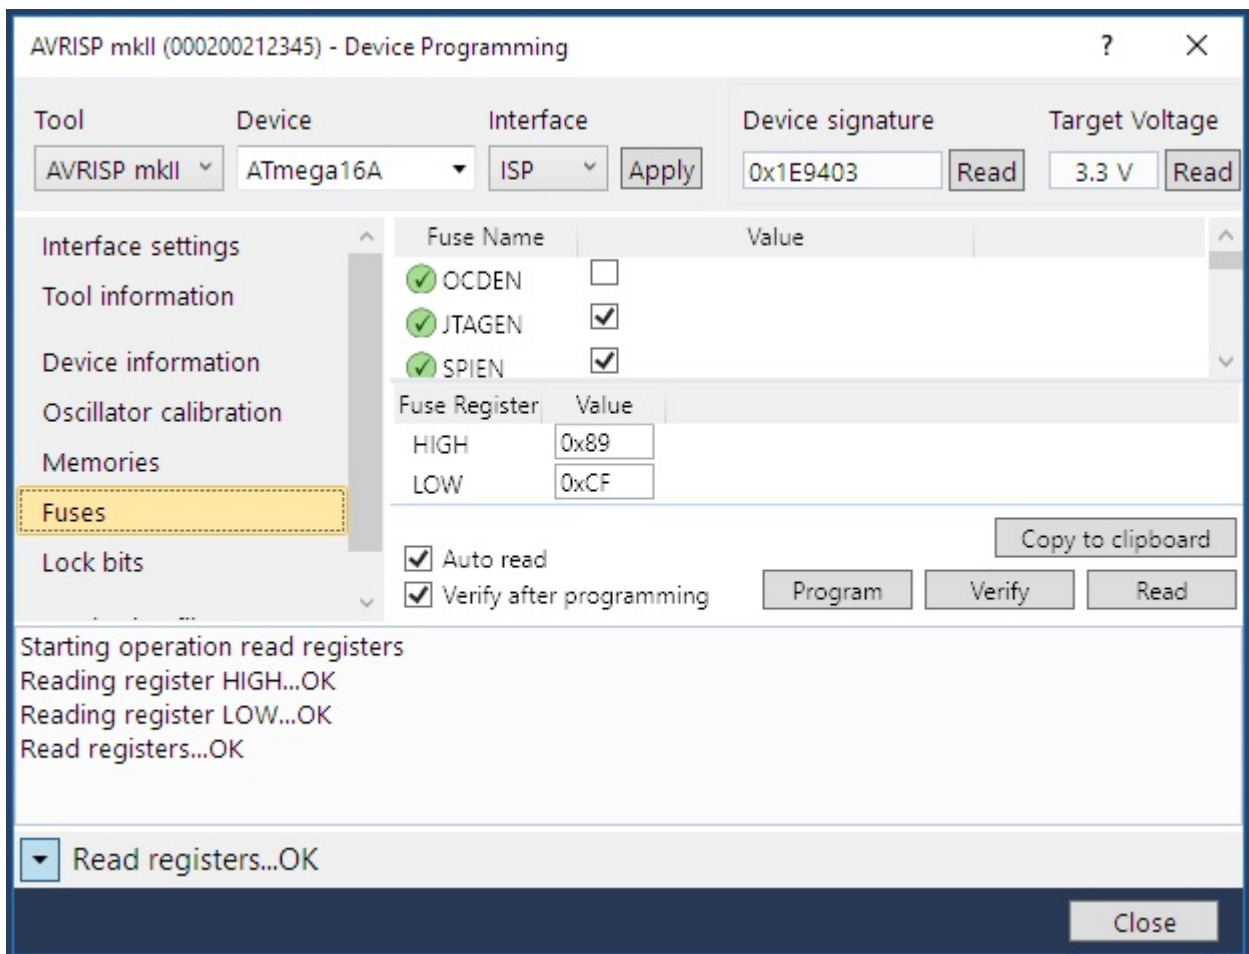 AVRISP mkII (000200212345) - Device Programming ?
Tool Device Interface Device signature Target Voltage
AVRISP mkII ATmega16A ISP Apply 0x1E9403 Read 3.3 V Read
Interface settings
Tool information
Device information
Oscillator calibration
Memories
Fuses
Lock bits
Fuse Name Value
OCDEN
JTAGEN
SPIEN
Fuse Register Value
HIGH 0x89
LOW 0xCF
Copy to clipboard
Auto read
Verify after programming Program Verify Read
Starting operation read registers
Reading register HIGH...OK
Reading register LOW...OK
Read registers...OK
Read registers...OK
Close